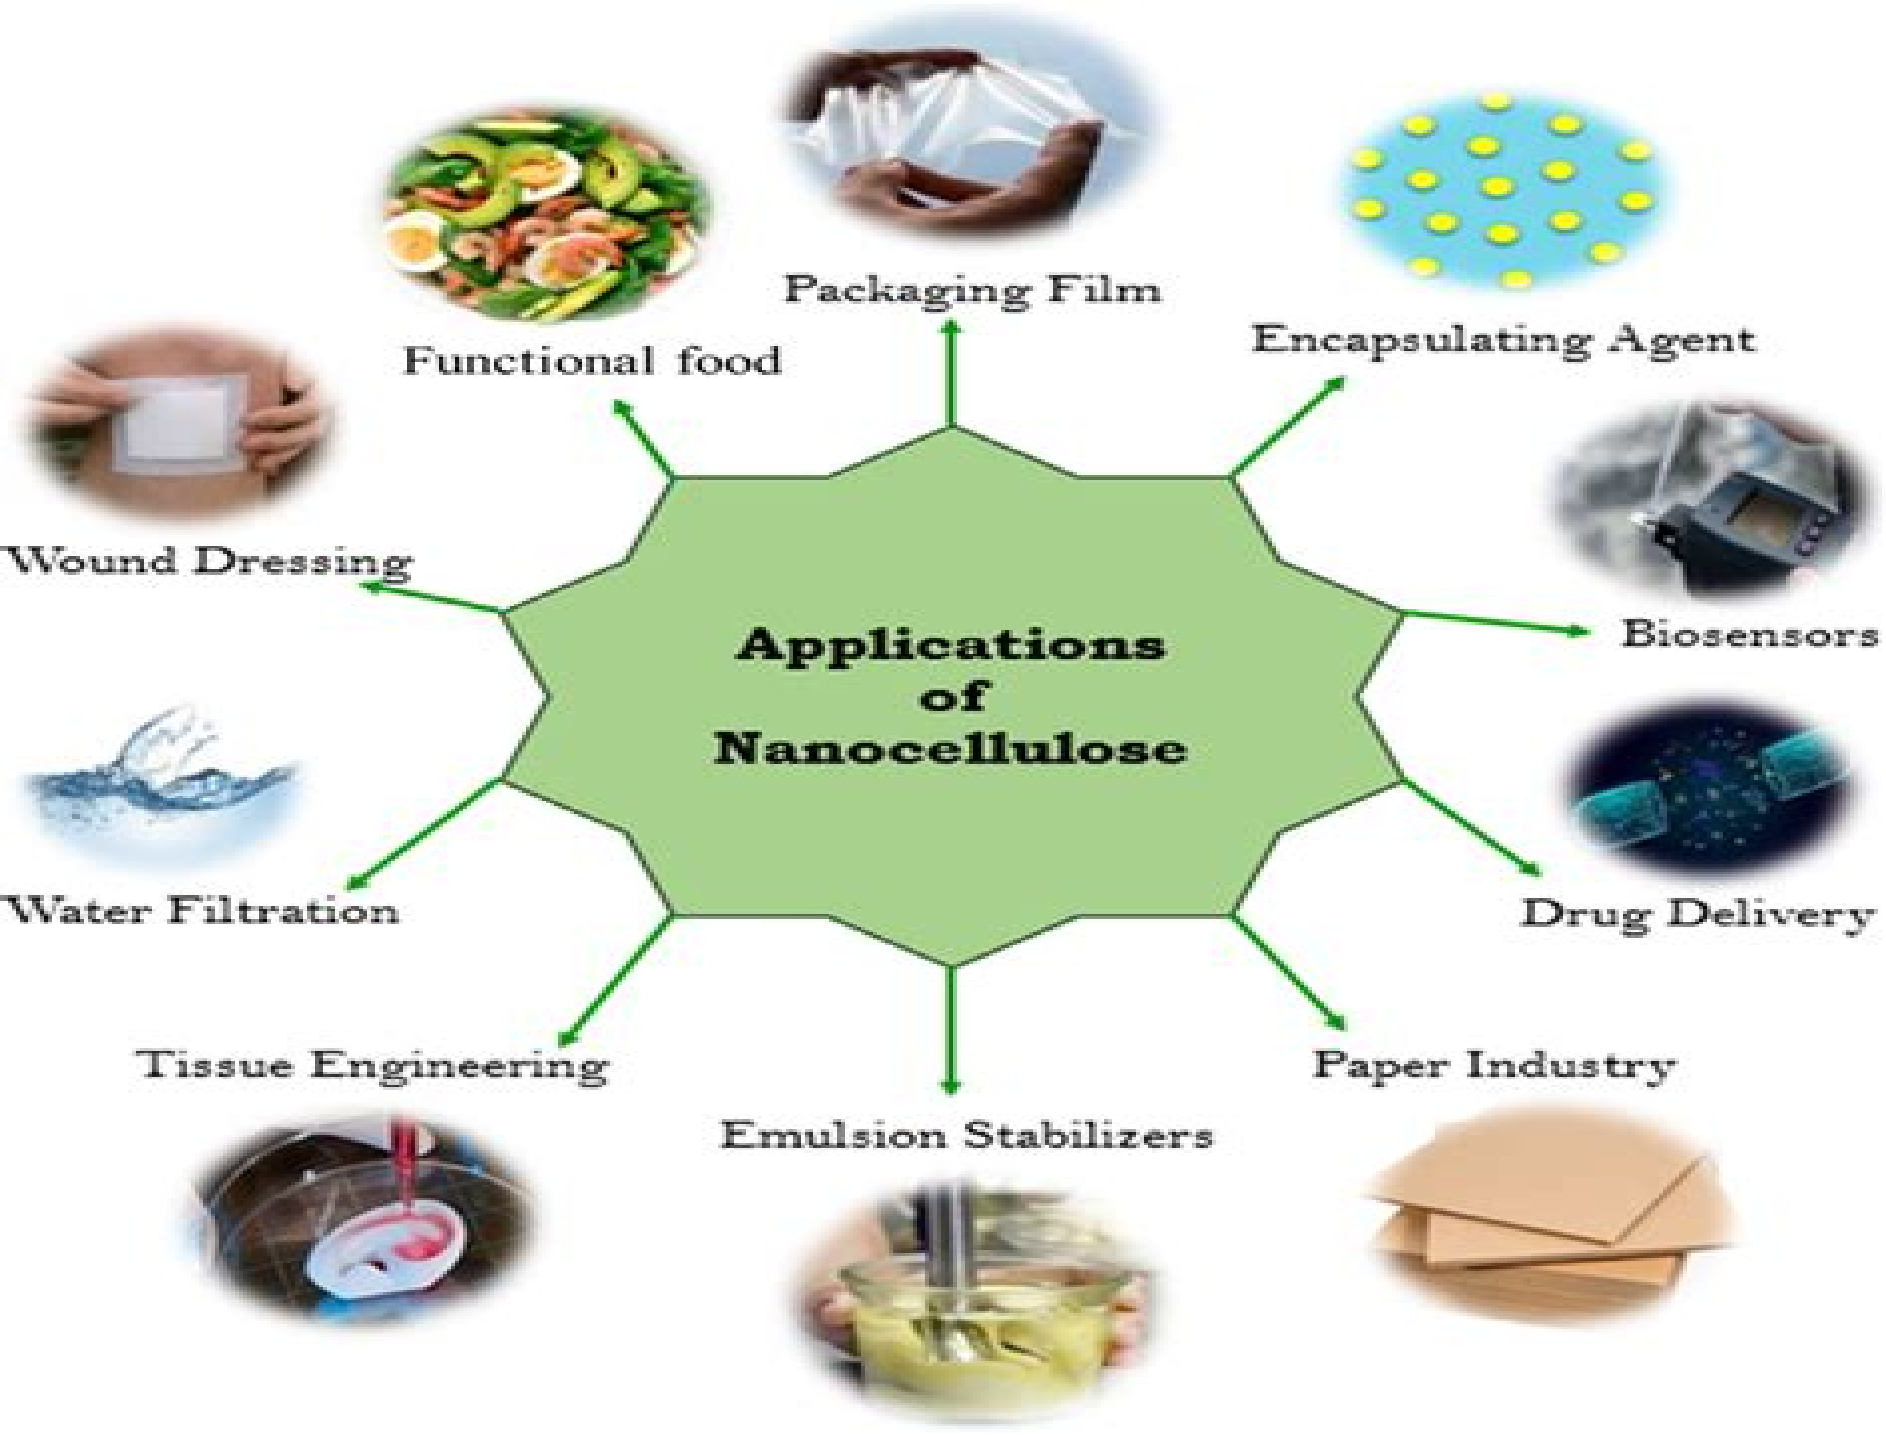 Packaging Film
Encapsulating Agent
Functional food
Wound Dressing
Biosensors
Applications
of
Nanocellulose
Water Filtration
Drug Delivery
Tissue Engineering
Paper Industry
Emulsion Stabilizers